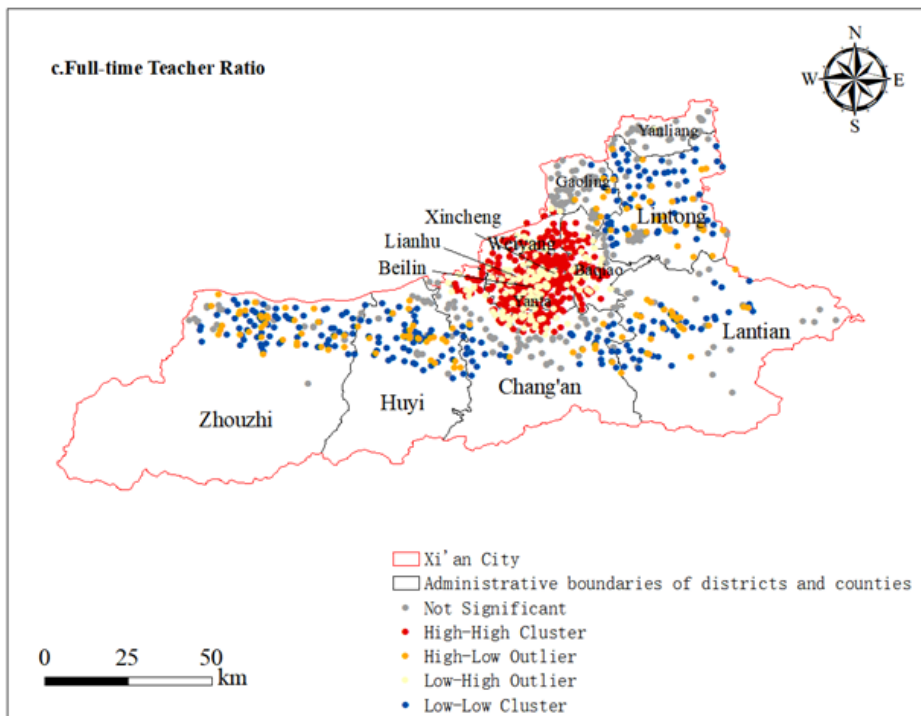 c.Full-time Teacher Ratio
N
W
E
S
Yanliang
Gaoling
Lintong
Xincheng
Weiyang
Lianhu
Baqiao
Beilin
Yanta
Lantian
Chang'an
Huyi
Zhouzhi
Xi'an City
Administrative boundaries of districts and counties
Not Significant
High-High Cluster
High-Low Outlier
Low-High Outlier
Low-Low Cluster
0 25 50
km